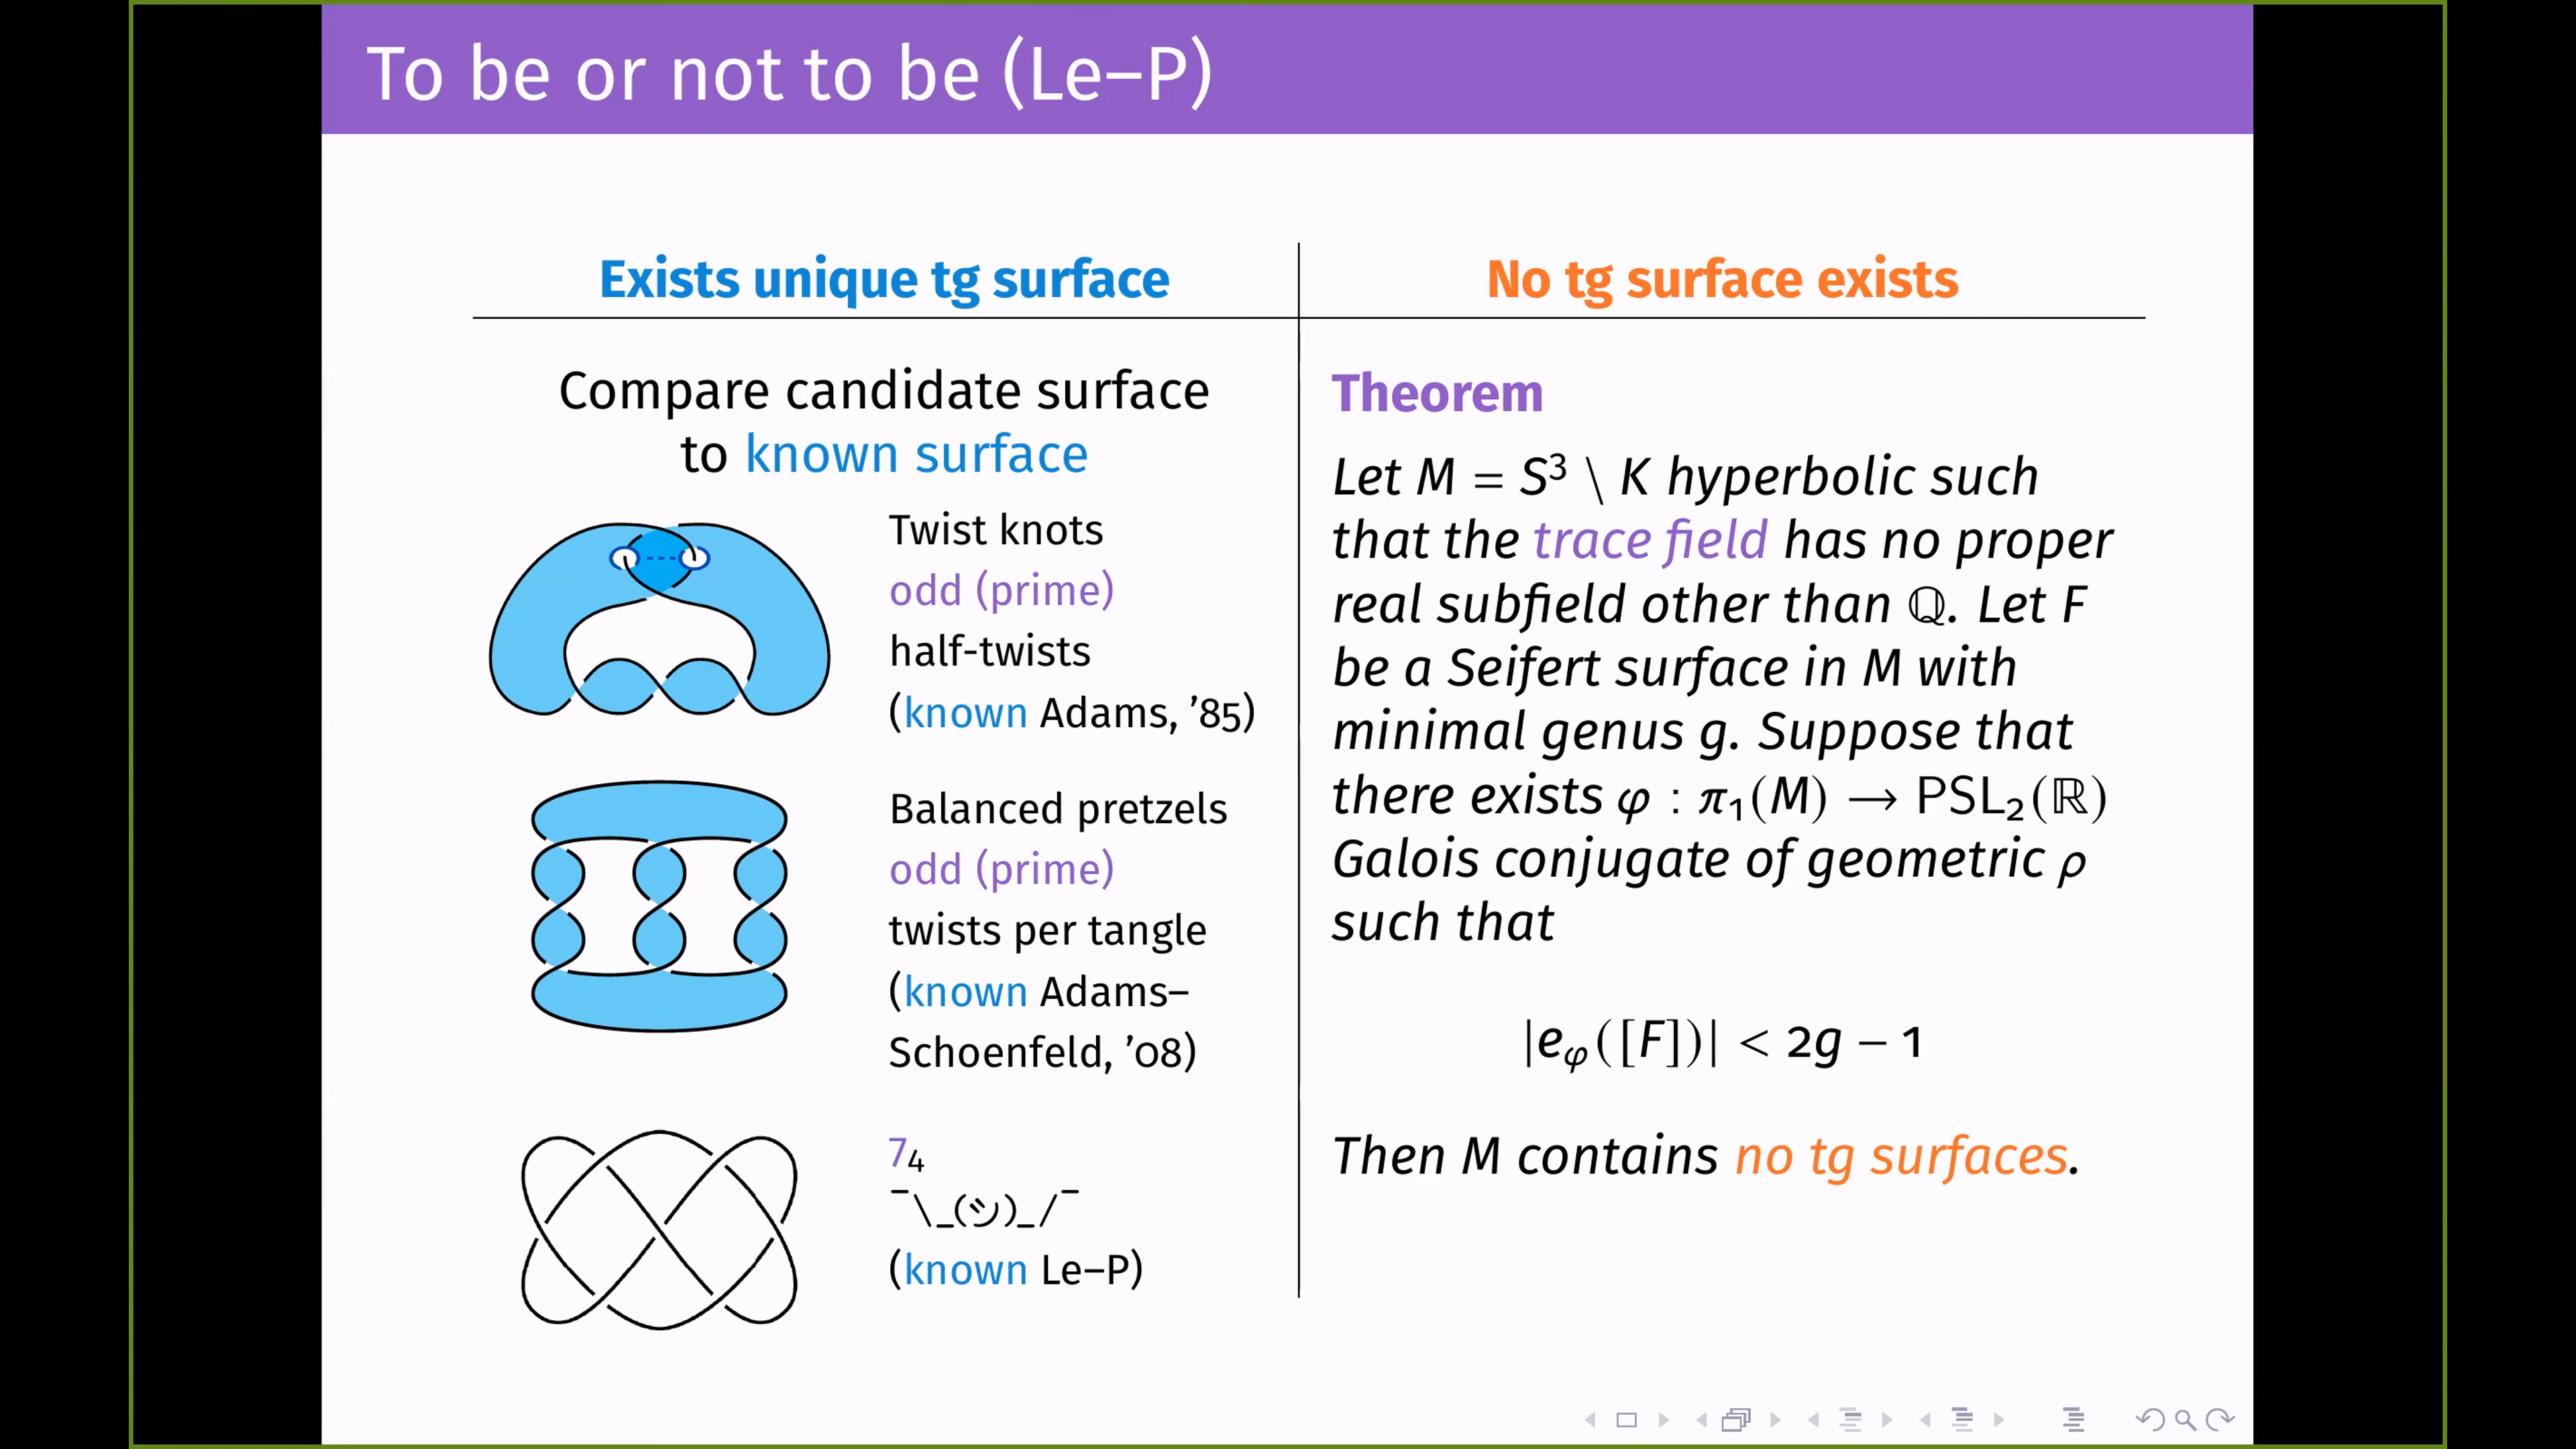 To be or not to be (Le–P)
Exists unique tg surface
Compare candidate surface
to known surface
Twist knots
odd (prime)
half-twists
(known Adams, ’85)
Balanced pretzels
odd (prime)
twists per tangle
(known Adams–
Schoenfeld, ’08)
7₄
¯\_(ツ)_/¯
(known Le–P)
No tg surface exists
Theorem
Let M = S³ \ K hyperbolic such
that the trace field has no proper
real subfield other than ℚ. Let F
be a Seifert surface in M with
minimal genus g. Suppose that
there exists φ : π₁(M) → PSL₂(ℝ)
Galois conjugate of geometric ρ
such that
|e_φ([F])| < 2g – 1
Then M contains no tg surfaces.